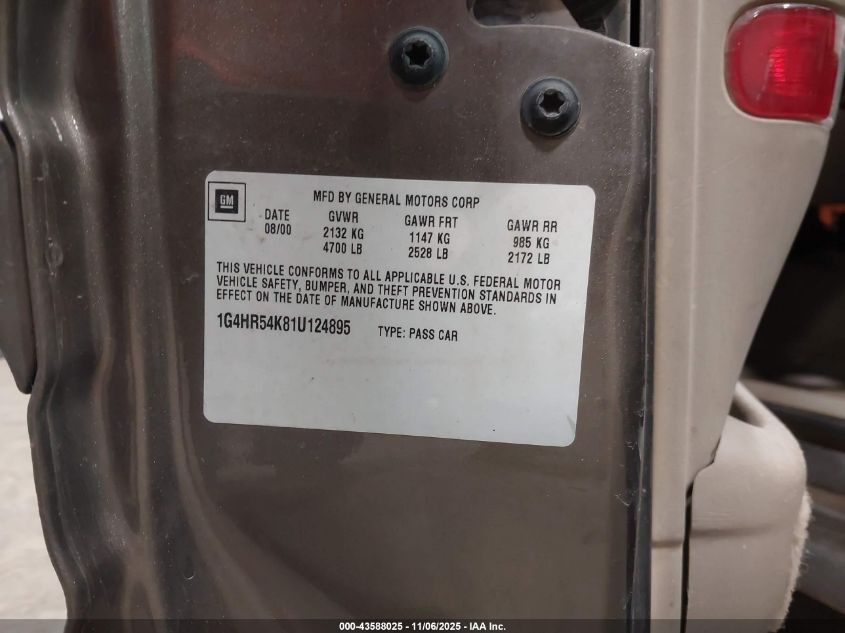 GM
MFD BY GENERAL MOTORS CORP
DATE GVWR GAWR FRT GAWR RR
08/00 2132 KG 1147 KG 985 KG
4700 LB 2528 LB 2172 LB
THIS VEHICLE CONFORMS TO ALL APPLICABLE U.S. FEDERAL MOTOR
VEHICLE SAFETY, BUMPER, AND THEFT PREVENTION STANDARDS IN
EFFECT ON THE DATE OF MANUFACTURE SHOWN ABOVE.
1G4HR54K81U124895 TYPE: PASS CAR
000-43588025 - 11/06/2025 - IAA Inc.